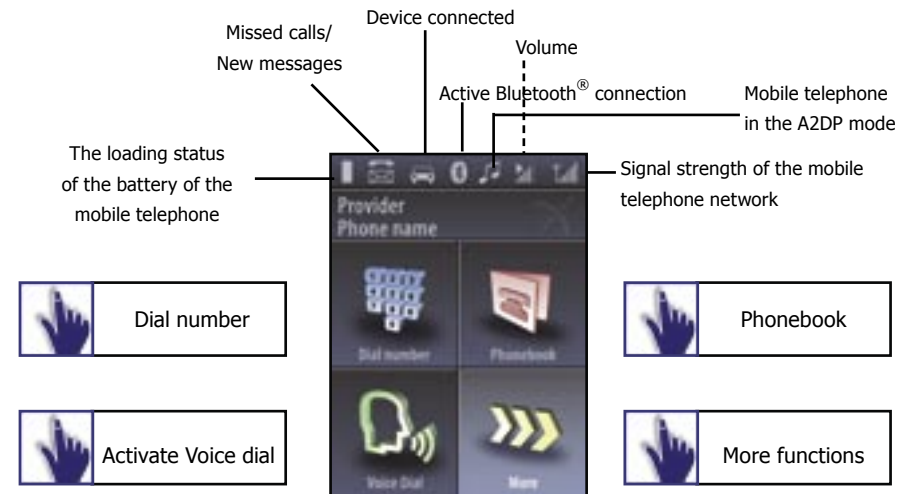 Device connected
Missed calls/
New messages
Volume
Active Bluetooth® connection
Mobile telephone
in the A2DP mode
The loading status
of the battery of the
mobile telephone
Signal strength of the mobile
telephone network
Provider
Phone name
Dial number
Phonebook
Dial number
Phonebook
Activate Voice dial
More functions
Voice Dial
More